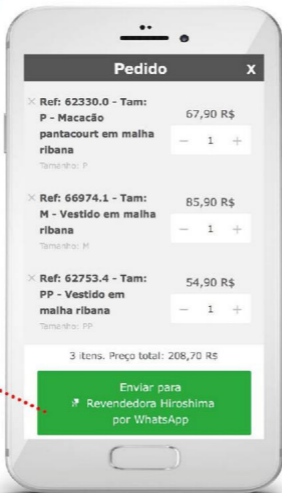 Pedido X
× Ref: 62330.0 - Tam:
P - Macacão
pantacourt em malha
ribana
67,90 R$
− 1 +
Tamanho: P
× Ref: 66974.1 - Tam:
M - Vestido em malha
ribana
85,90 R$
− 1 +
Tamanho: M
× Ref: 62753.4 - Tam:
PP - Vestido em
malha ribana
54,90 R$
− 1 +
Tamanho: PP
3 itens. Preço total: 208,70 R$
Enviar para
Revendedora Hiroshima
por WhatsApp